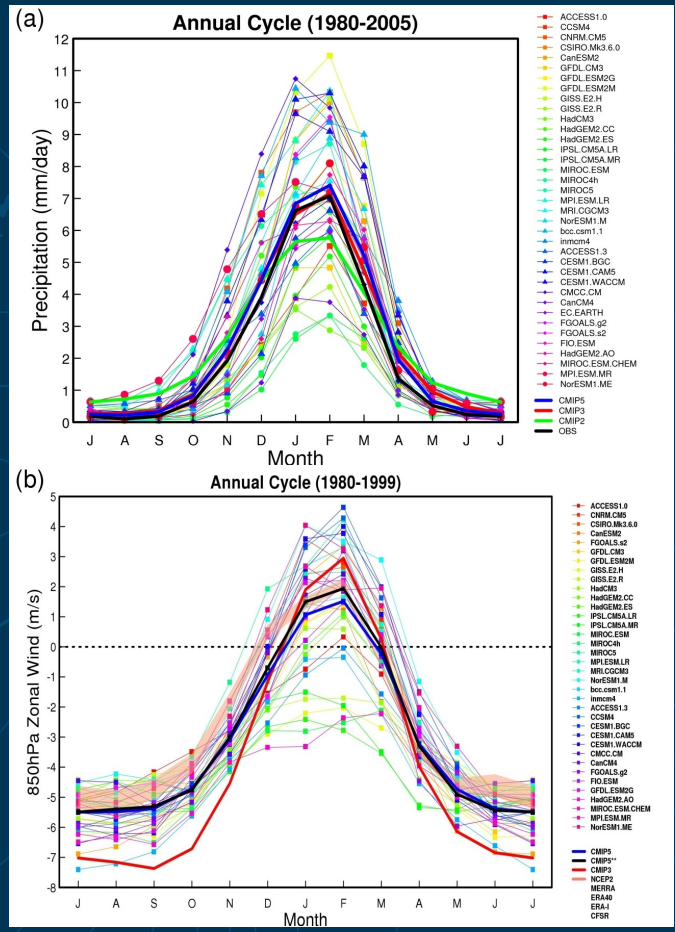 (a)
Annual Cycle (1980-2005)
Precipitation (mm/day)
12
11
10
9
8
7
6
5
4
3
2
1
0
J A S O N D J F M A M J J
Month
ACCESS1.0
CCSM4
CNRM.CM5
CSIRO.Mk3.6.0
CanESM2
GFDL.CM3
GFDL.ESM2G
GFDL.ESM2M
GISS.E2.H
GISS.E2.R
HadCM3
HadGEM2.CC
HadGEM2.ES
IPSL.CM5A.LR
IPSL.CM5A.MR
MIROC.ESM
MIROC4h
MIROC5
MPI.ESM.LR
MRI.CGCM3
NorESM1.M
bcc.csm1.1
inmcm4
ACCESS1.3
CESM1.BGC
CESM1.CAM5
CESM1.WACCM
CMCC.CM
CanCM4
EC.EARTH
FGOALS.g2
FGOALS.s2
FIO.ESM
HadGEM2.AO
MIROC.ESM.CHEM
MPI.ESM.MR
NorESM1.ME
CMIP5
CMIP3
CMIP2
OBS
(b)
Annual Cycle (1980-1999)
850hPa Zonal Wind (m/s)
5
4
3
2
1
0
-1
-2
-3
-4
-5
-6
-7
-8
J A S O N D J F M A M J J
Month
ACCESS1.0
CNRM.CM5
CSIRO.Mk3.6.0
CanESM2
FGOALS.s2
GFDL.CM3
GFDL.ESM2M
GISS.E2.H
GISS.E2.R
HadCM3
HadGEM2.CC
HadGEM2.ES
IPSL.CM5A.LR
IPSL.CM5A.MR
MIROC.ESM
MIROC4h
MIROC5
MPI.ESM.LR
MRI.CGCM3
NorESM1.M
bcc.csm1.1
inmcm4
ACCESS1.3
CCSM4
CESM1.BGC
CESM1.CAM5
CESM1.WACCM
CMCC.CM
CanCM4
FGOALS.g2
FIO.ESM
GFDL.ESM2G
HadGEM2.AO
MIROC.ESM.CHEM
MPI.ESM.MR
NorESM1.ME
CMIP5
CMIP5**
CMIP3
NCEP2
MERRA
ERA40
ERA-I
CFSR